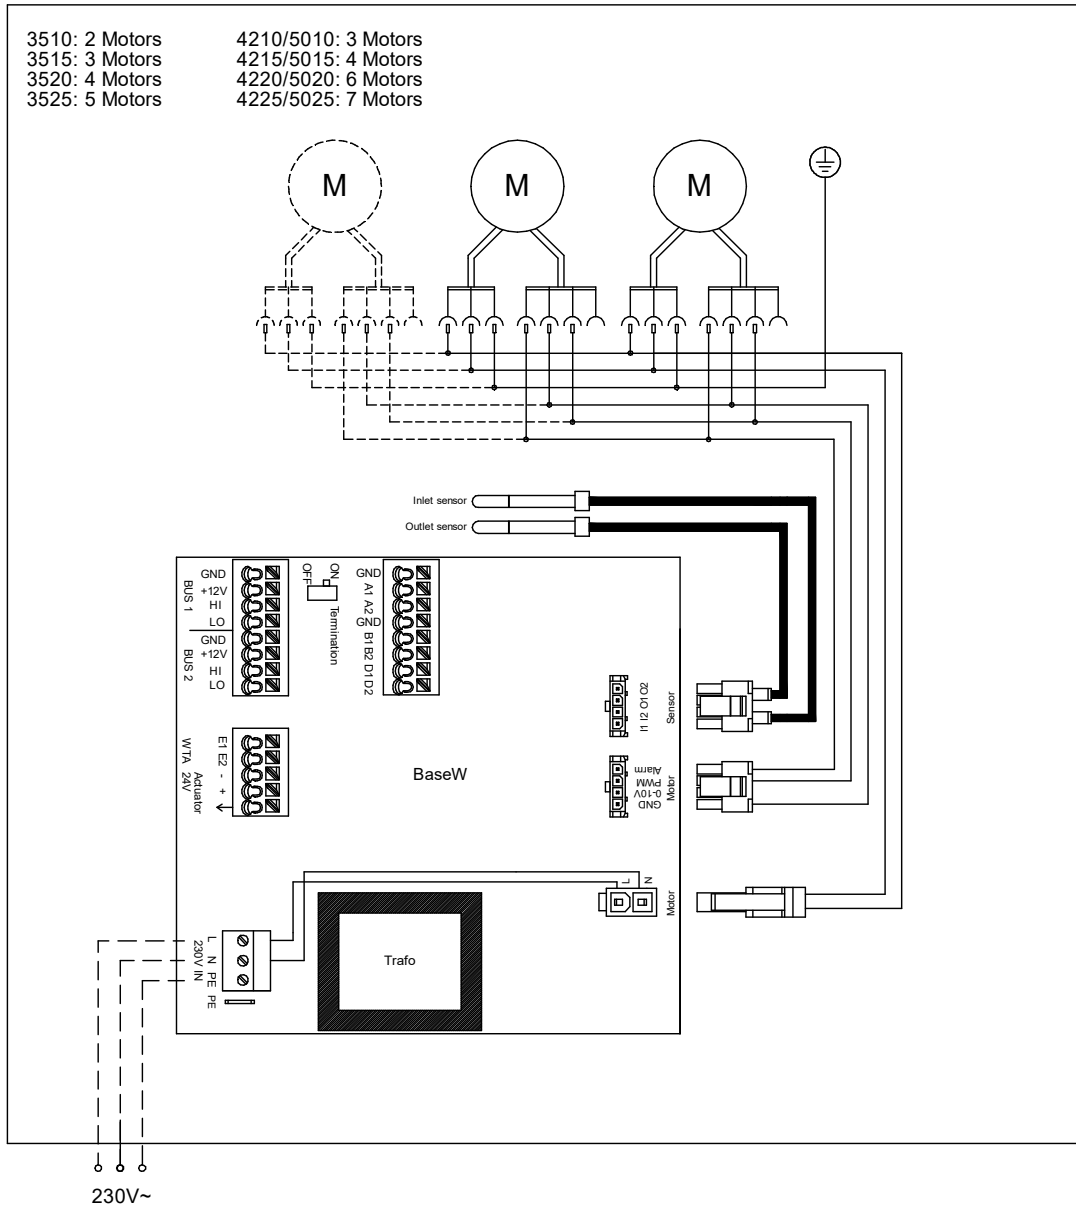 3510: 2 Motors
3515: 3 Motors
3520: 4 Motors
3525: 5 Motors
4210/5010: 3 Motors
4215/5015: 4 Motors
4220/5020: 6 Motors
4225/5025: 7 Motors
M
M
M
Inlet sensor
Outlet sensor
BUS 1
GND
+12V
HI
LO
BUS 2
GND
+12V
HI
LO
ON
OFF
Termination
GND
A1 A2
GND
B1 B2
D1 D2
I1 I2 O1 O2
Sensor
WTA
E1 E2 - +
Actuator
24V
BaseW
Alarm
PWM
0-10V
GND
Motor
L N
Motor
L N PE
230V IN
PE
Trafo
230V~